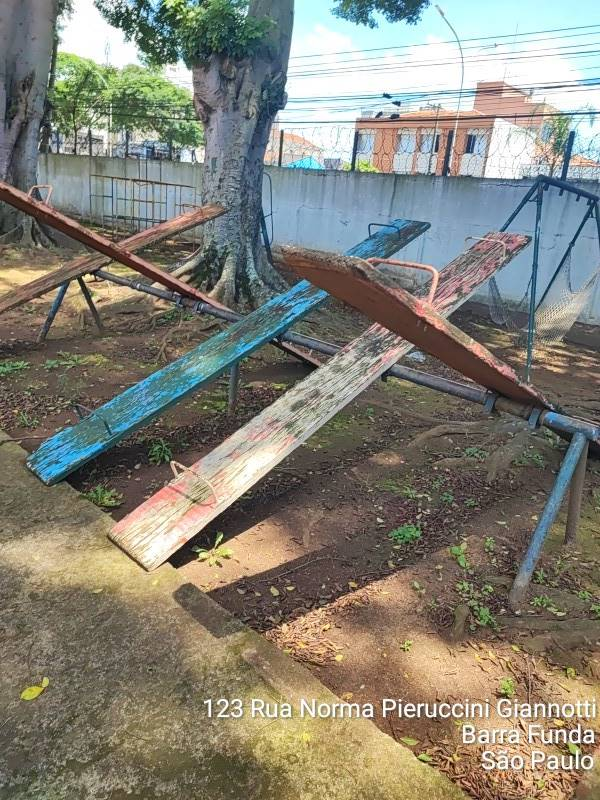 123 Rua Norma Pieruccini Giannotti
Barra Funda
São Paulo